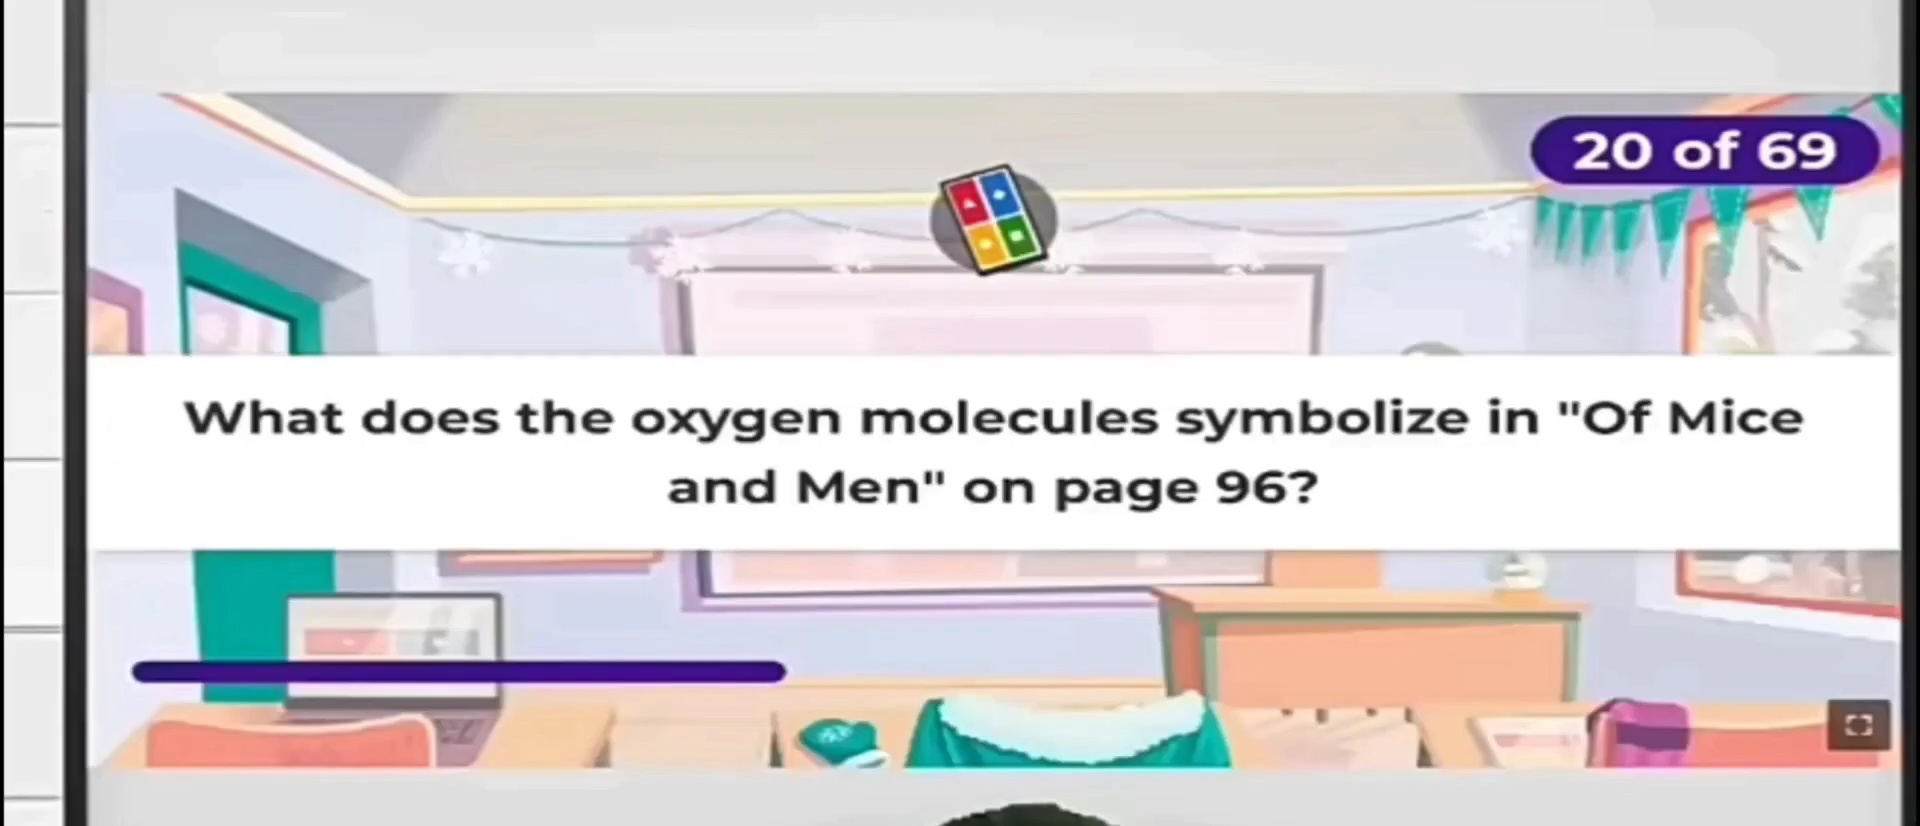 20 of 69
What does the oxygen molecules symbolize in "Of Mice
and Men" on page 96?